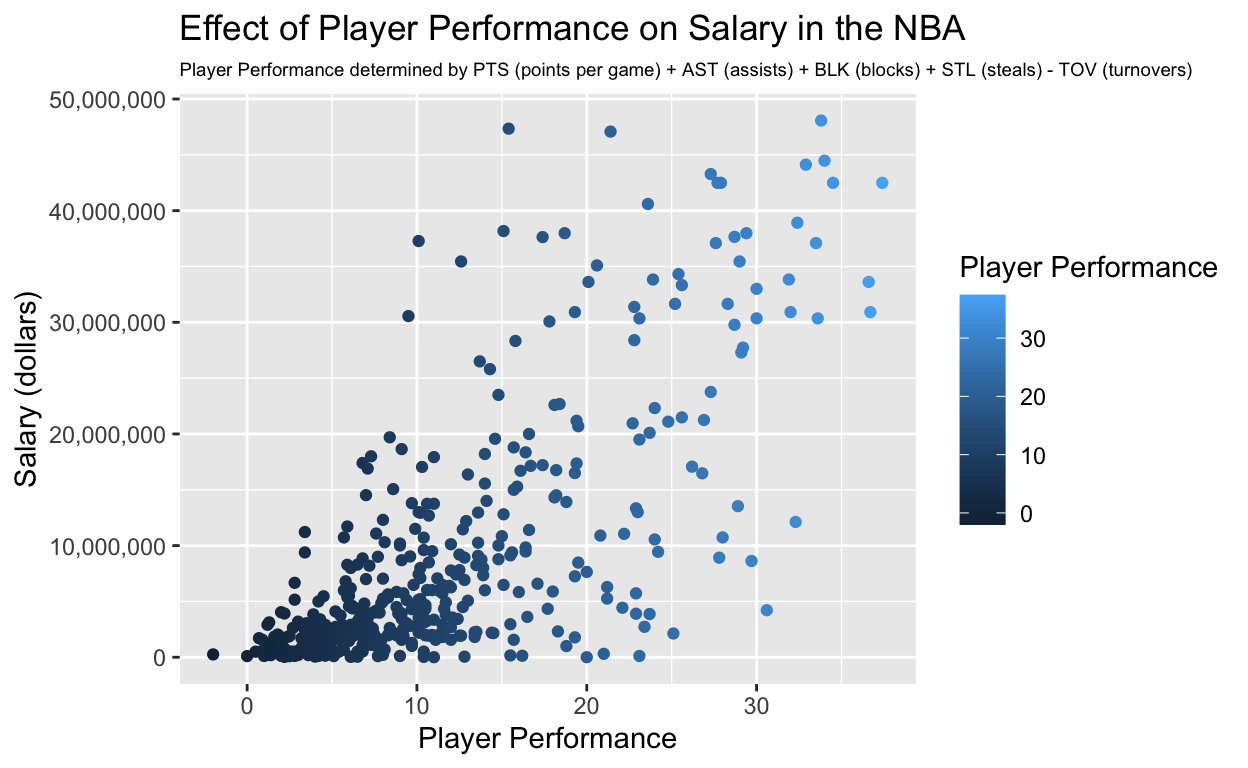 Effect of Player Performance on Salary in the NBA
Player Performance determined by PTS (points per game) + AST (assists) + BLK (blocks) + STL (steals) - TOV (turnovers)
50,000,000
40,000,000
30,000,000
20,000,000
10,000,000
0
Salary (dollars)
0 10 20 30
Player Performance
Player Performance
30
20
10
0